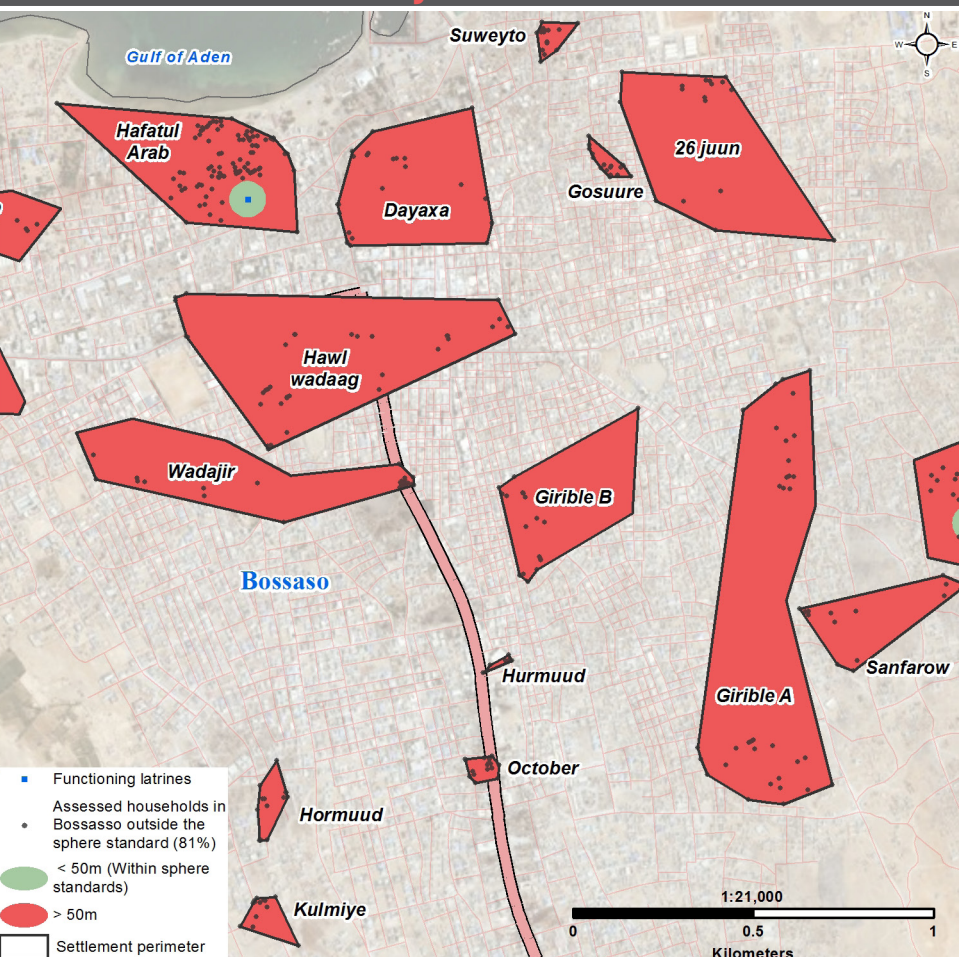 Suweyto
N
W
E
S
Gulf of Aden
Hafatul
Arab
26 juun
Gosuure
Dayaxa
Hawl
wadaag
Wadajir
Girible B
Bossaso
Sanfarow
Hurmuud
Girible A
October
Hormuud
Kulmiye
Functioning latrines
Assessed households in
Bossasso outside the
sphere standard (81%)
< 50m (Within sphere
standards)
> 50m
Settlement perimeter
1:21,000
0 0.5 1
Kilometers